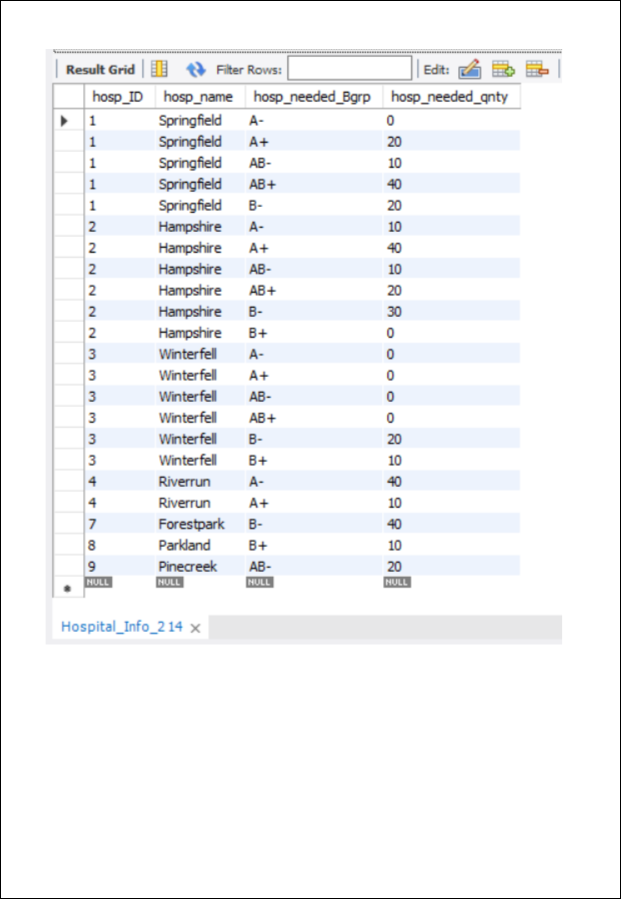 Result Grid Filter Rows: Edit:
hosp_ID hosp_name hosp_needed_Bgrp hosp_needed_qnty
1 Springfield A- 0
1 Springfield A+ 20
1 Springfield AB- 10
1 Springfield AB+ 40
1 Springfield B- 20
2 Hampshire A- 10
2 Hampshire A+ 40
2 Hampshire AB- 10
2 Hampshire AB+ 20
2 Hampshire B- 30
2 Hampshire B+ 0
3 Winterfell A- 0
3 Winterfell A+ 0
3 Winterfell AB- 0
3 Winterfell AB+ 0
3 Winterfell B- 20
3 Winterfell B+ 10
4 Riverrun A- 40
4 Riverrun A+ 10
7 Forestpark B- 40
8 Parkland B+ 10
9 Pinecreek AB- 20
NULL NULL NULL NULL
Hospital_Info_2 14